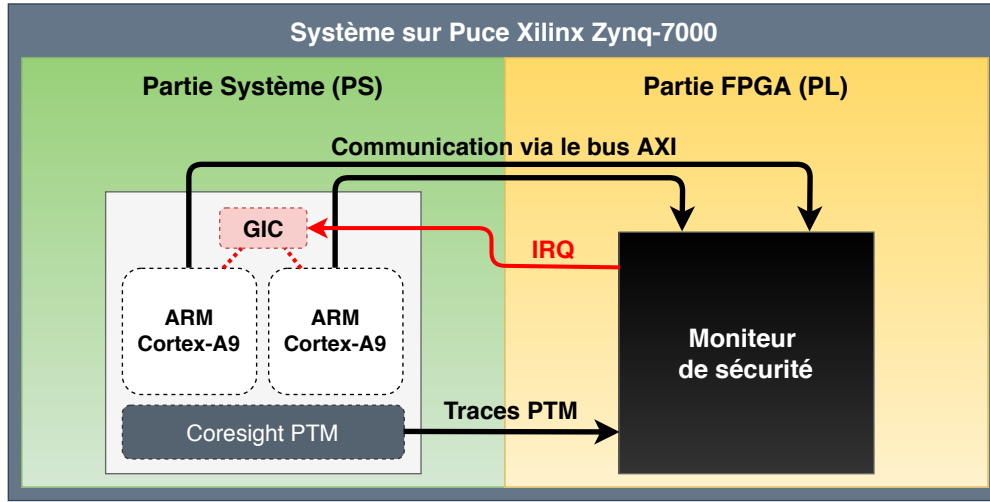 Système sur Puce Xilinx Zynq-7000
Partie Système (PS)
Partie FPGA (PL)
Communication via le bus AXI
GIC
IRQ
ARM
Cortex-A9
ARM
Cortex-A9
Moniteur
de sécurité
Traces PTM
Coresight PTM